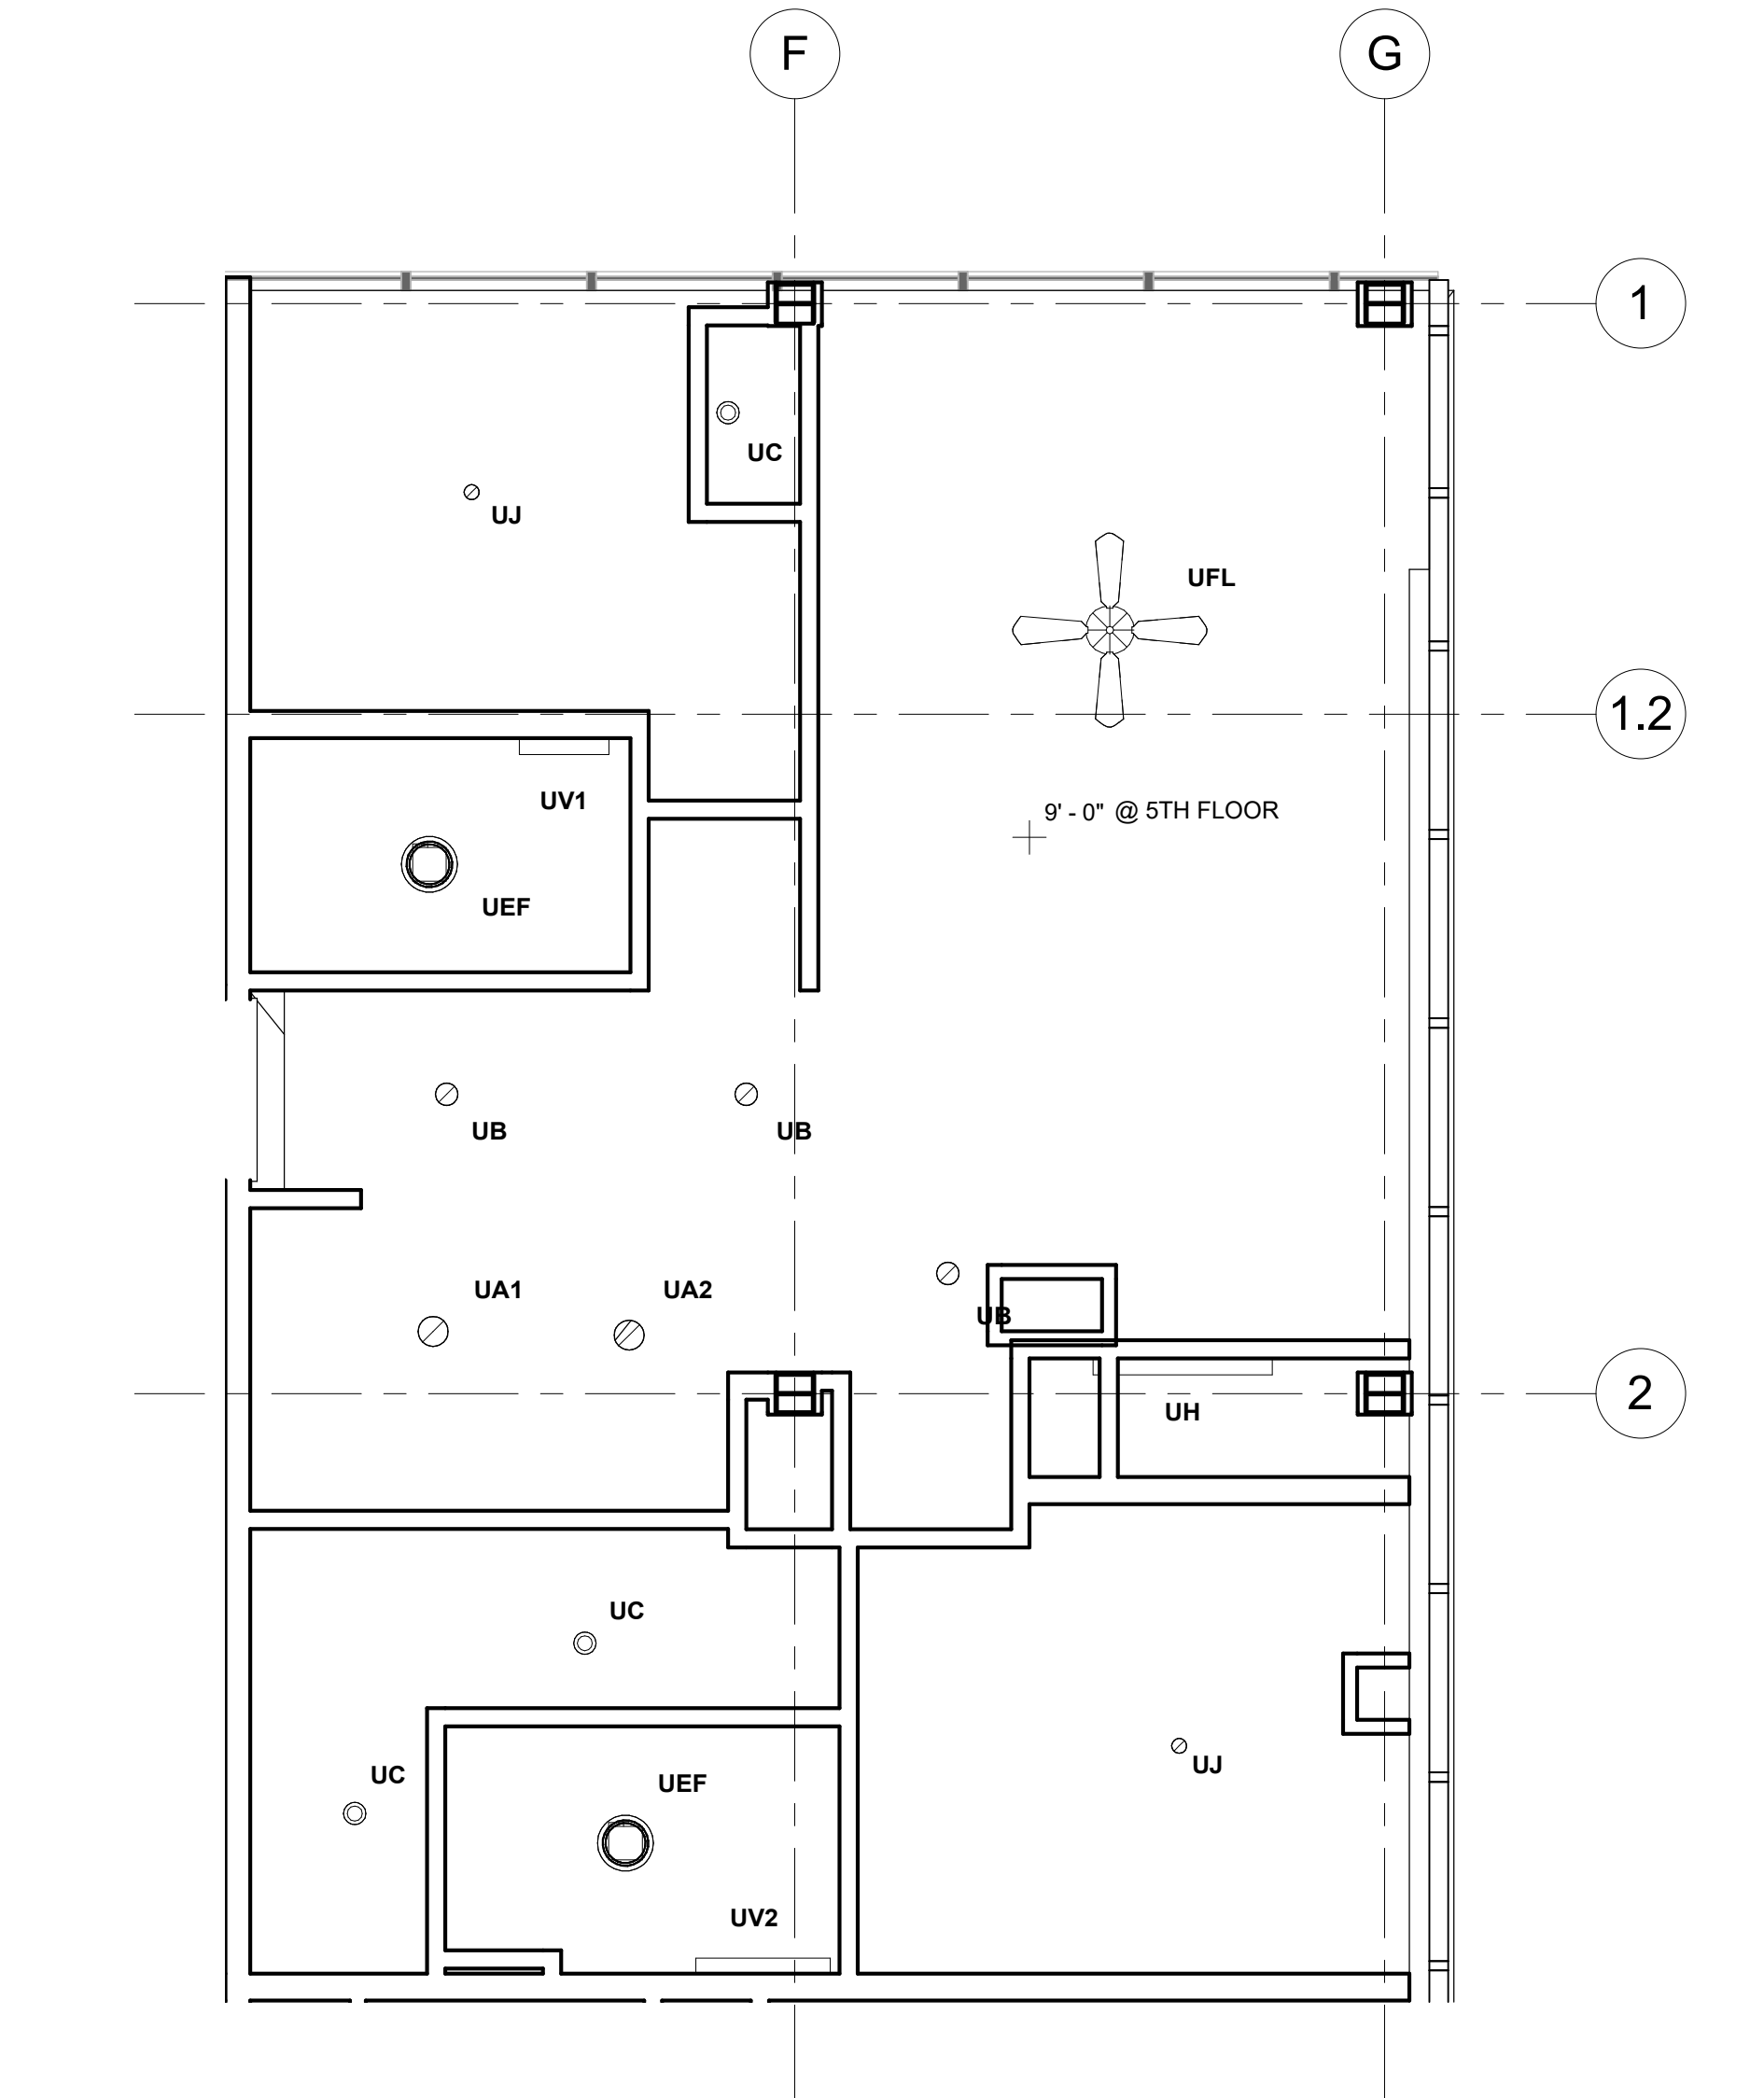 F
G
1
UC
UJ
UFL
1.2
UV1
9' - 0" @ 5TH FLOOR
UEF
UB
UB
UA1
UA2
UB
2
UH
UC
UJ
UC
UEF
UV2